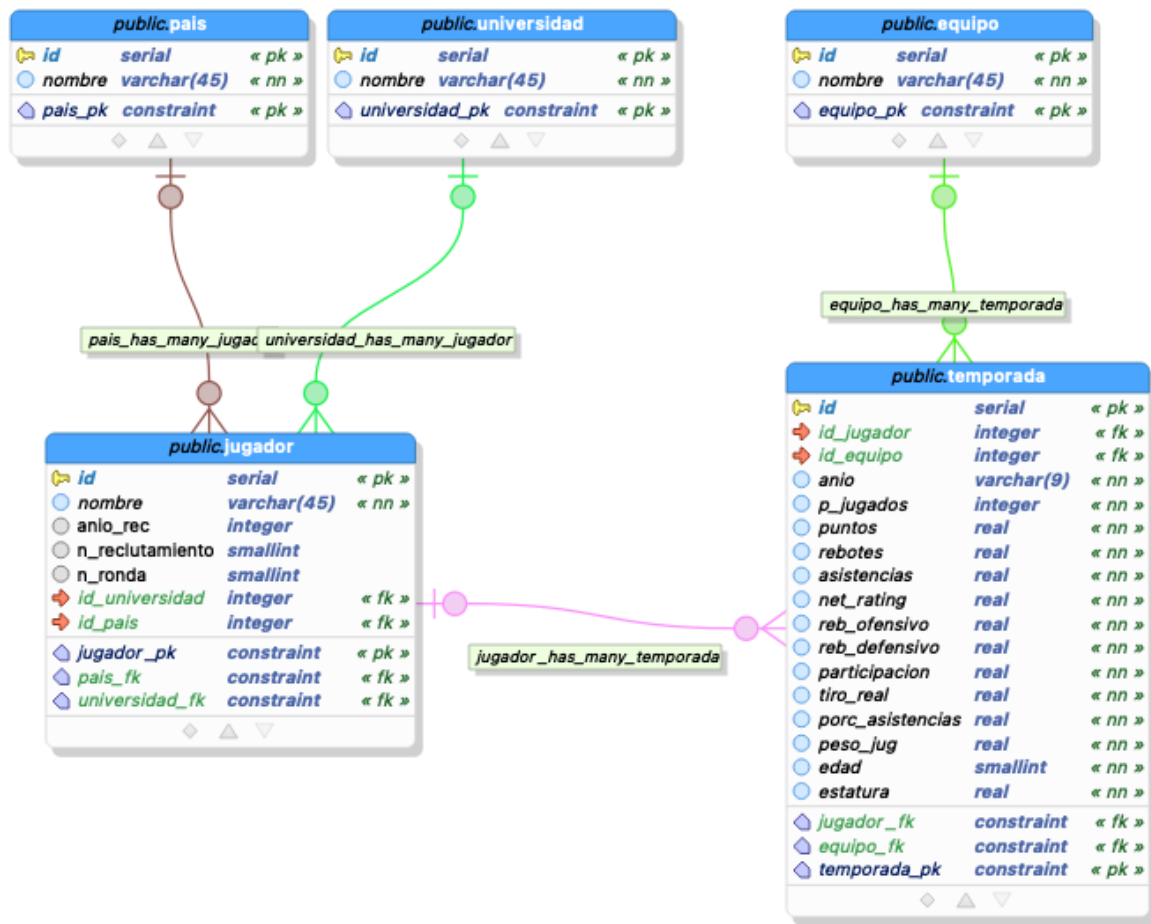 public.pais
id serial « pk »
nombre varchar(45) « nn »
pais_pk constraint « pk »
public.universidad
id serial « pk »
nombre varchar(45) « nn »
universidad_pk constraint « pk »
public.equipo
id serial « pk »
nombre varchar(45) « nn »
equipo_pk constraint « pk »
equipo_has_many_temporada
pais_has_many_jugad
universidad_has_many_jugador
public.jugador
id serial « pk »
nombre varchar(45) « nn »
anio_rec integer
n_reclutamiento smallint
n_ronda smallint
id_universidad integer « fk »
id_pais integer « fk »
jugador_pk constraint « pk »
pais_fk constraint « fk »
universidad_fk constraint « fk »
jugador_has_many_temporada
public.temporada
id serial « pk »
id_jugador integer « fk »
id_equipo integer « fk »
anio varchar(9) « nn »
p_jugados integer « nn »
puntos real « nn »
rebotes real « nn »
asistencias real « nn »
net_rating real « nn »
reb_ofensivo real « nn »
reb_defensivo real « nn »
participacion real « nn »
tiro_real real « nn »
porc_asistencias real « nn »
peso_jug real « nn »
edad smallint « nn »
estatura real « nn »
jugador_fk constraint « fk »
equipo_fk constraint « fk »
temporada_pk constraint « pk »